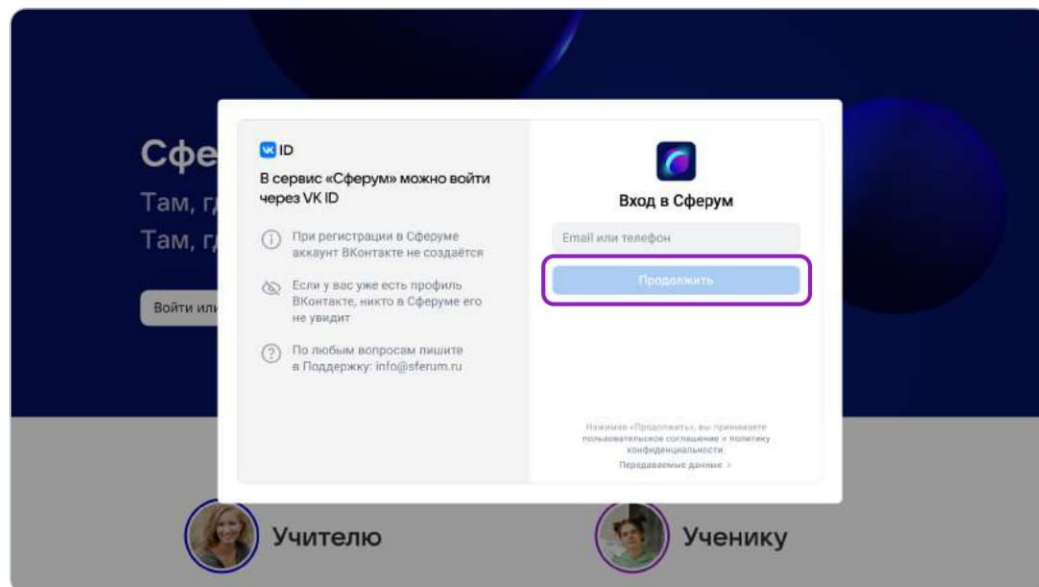 Сфе
Там, г
Там, г
Войти или
VK ID
В сервис «Сферум» можно войти
через VK ID
При регистрации в Сферуме
аккаунт ВКонтакте не создаётся
Если у вас уже есть профиль
ВКонтакте, никто в Сферуме его
не увидит
По любым вопросам пишите
в Поддержку: info@sferum.ru
Вход в Сферум
Email или телефон
Продолжить
Нажимая «Продолжить», вы принимаете
пользовательское соглашение и политику
конфиденциальности.
Передаваемые данные >
Учителю
Ученику